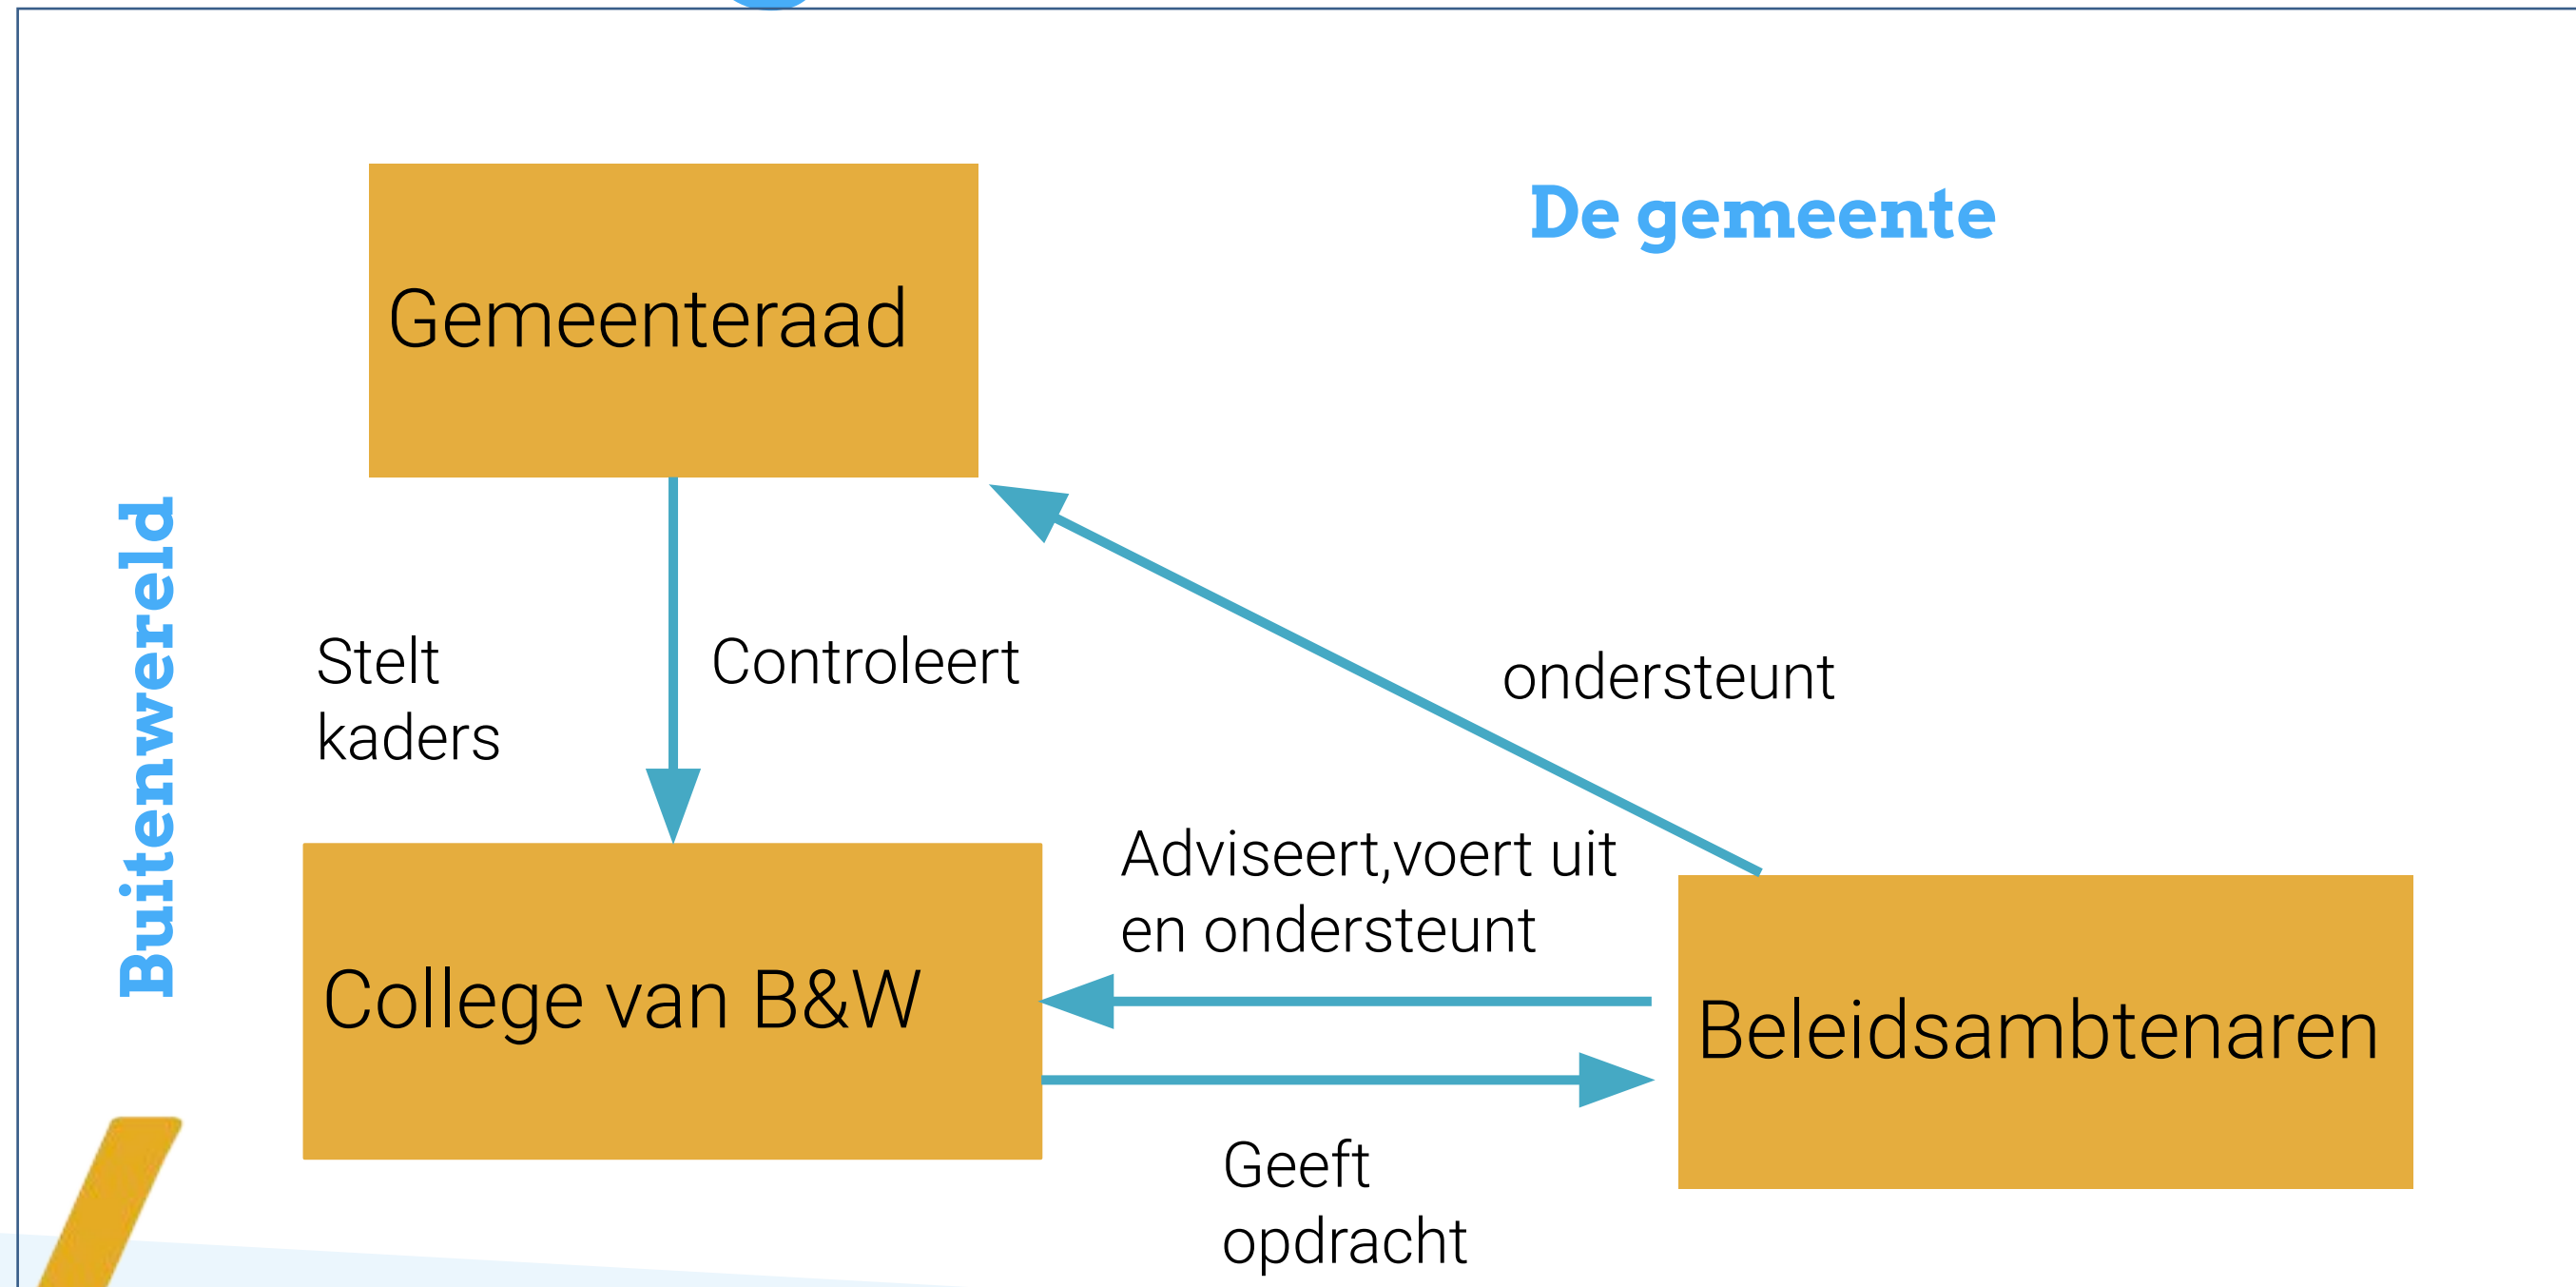 De gemeente
Gemeenteraad
Buitenwereld
Stelt
kaders
Controleert
ondersteunt
Adviseert,voert uit
en ondersteunt
College van B&W
Beleidsambtenaren
Geeft
opdracht